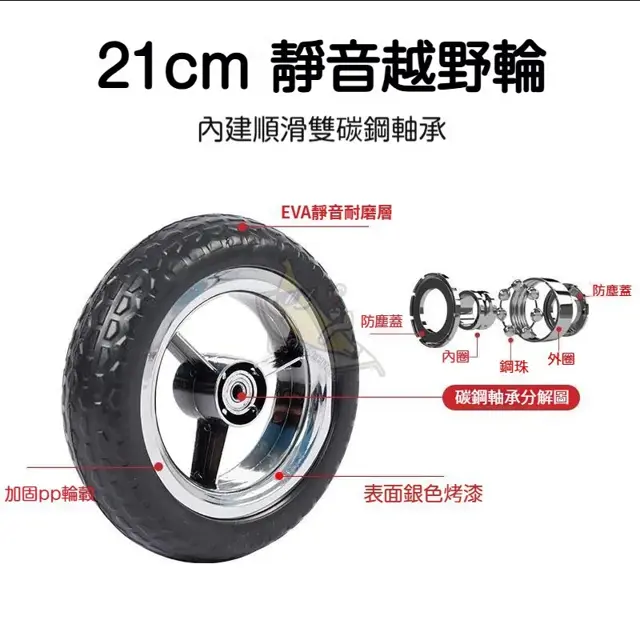 21cm 靜音越野輪
內建順滑雙碳鋼軸承
EVA靜音耐磨層
防塵蓋
防塵蓋
內圈
鋼珠
外圈
碳鋼軸承分解圖
加固pp輪轂
表面銀色烤漆